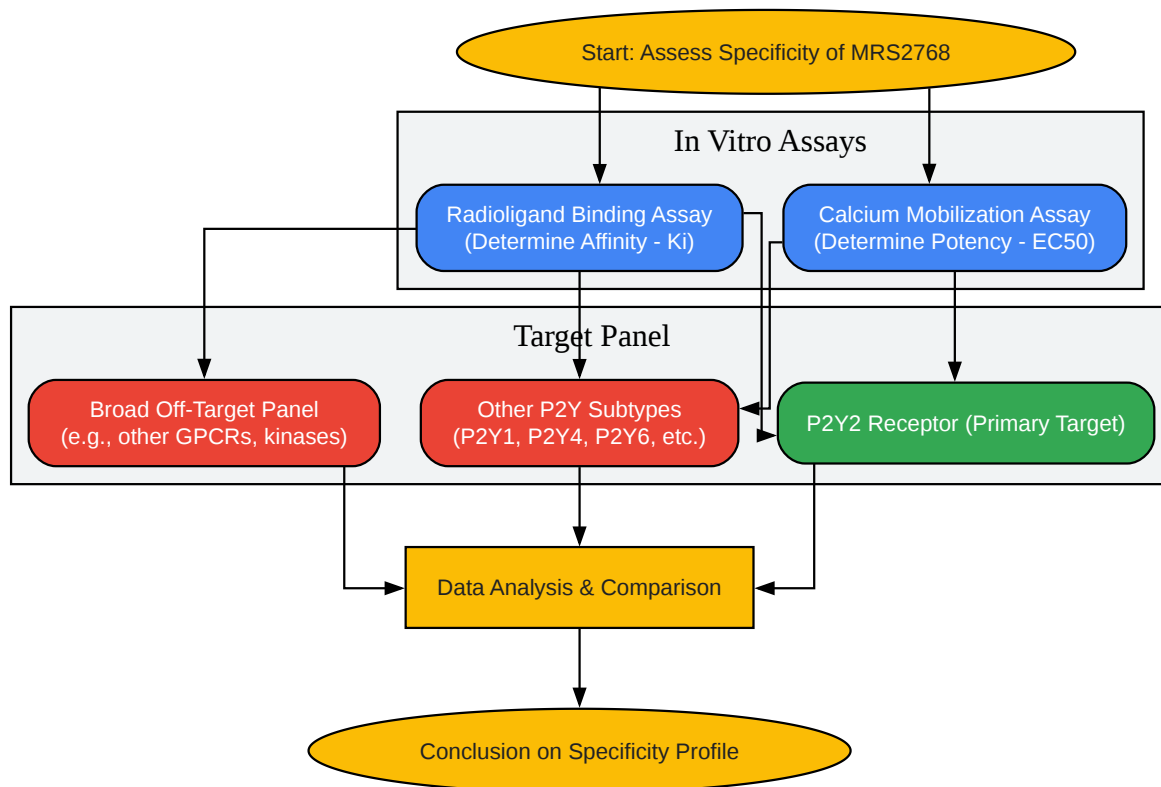 Start: Assess Specificity of MRS2768
In Vitro Assays
Radioligand Binding Assay
(Determine Affinity - Ki)
Calcium Mobilization Assay
(Determine Potency - EC50)
Target Panel
Broad Off-Target Panel
(e.g., other GPCRs, kinases)
Other P2Y Subtypes
(P2Y1, P2Y4, P2Y6, etc.)
P2Y2 Receptor (Primary Target)
Data Analysis & Comparison
Conclusion on Specificity Profile